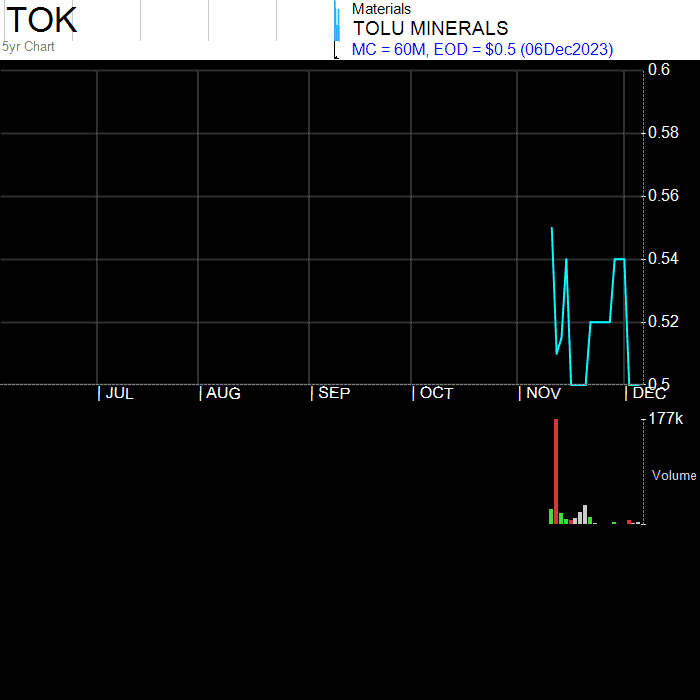 TOK
5yr Chart
Materials
TOLU MINERALS
MC = 60M, EOD = $0.5 (06Dec2023)
0.6
0.58
0.56
0.54
0.52
0.5
| JUL | AUG | SEP | OCT | NOV | DEC
177k
Volume